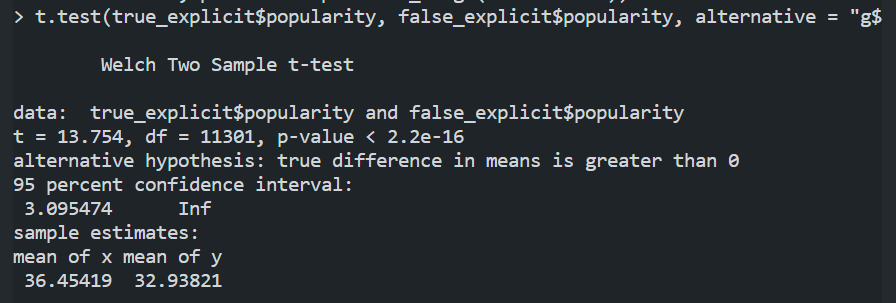 > t.test(true_explicit$popularity, false_explicit$popularity, alternative = "g$
Welch Two Sample t-test
data:  true_explicit$popularity and false_explicit$popularity
t = 13.754, df = 11301, p-value < 2.2e-16
alternative hypothesis: true difference in means is greater than 0
95 percent confidence interval:
3.095474      Inf
sample estimates:
mean of x mean of y
36.45419  32.93821